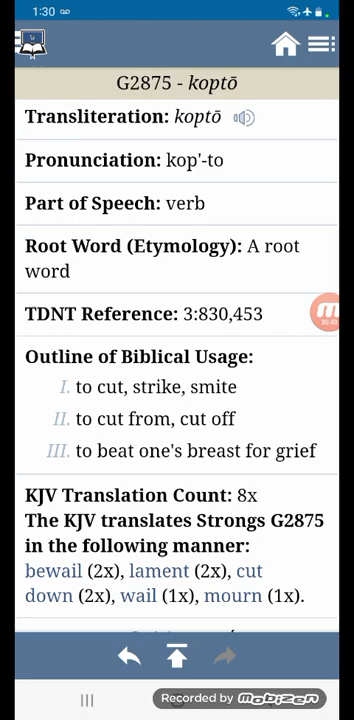 1:30
G2875 - koptō
Transliteration: koptō
Pronunciation: kop'-to
Part of Speech: verb
Root Word (Etymology): A root
word
TDNT Reference: 3:830,453
Outline of Biblical Usage:
I. to cut, strike, smite
II. to cut from, cut off
III. to beat one's breast for grief
KJV Translation Count: 8x
The KJV translates Strongs G2875
in the following manner:
bewail (2x), lament (2x), cut
down (2x), wail (1x), mourn (1x).
Recorded by mobizen